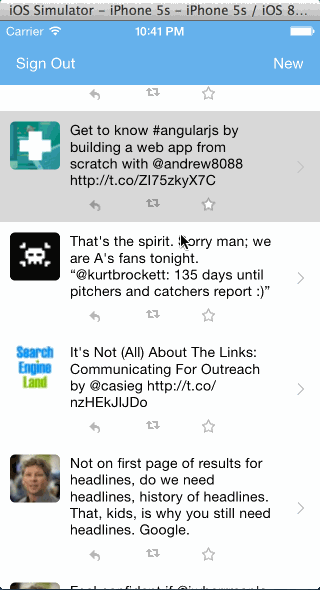 iOS Simulator - iPhone 5s - iPhone 5s / iOS 8...
Carrier 10:41 PM
Sign Out New
Get to know #angularjs by
building a web app from
scratch with @andrew8088
http://t.co/ZI75zkyX7C
That's the spirit. Sorry man; we
are A's fans tonight.
“@kurtbrockett: 135 days until
pitchers and catchers report :)”
Search
Engine
Land
It's Not (All) About The Links:
Communicating For Outreach
by @casieg http://t.co/
nzHEkJlJDo
Not on first page of results for
headlines, do we need
headlines, history of headlines.
That, kids, is why you still need
headlines. Google.